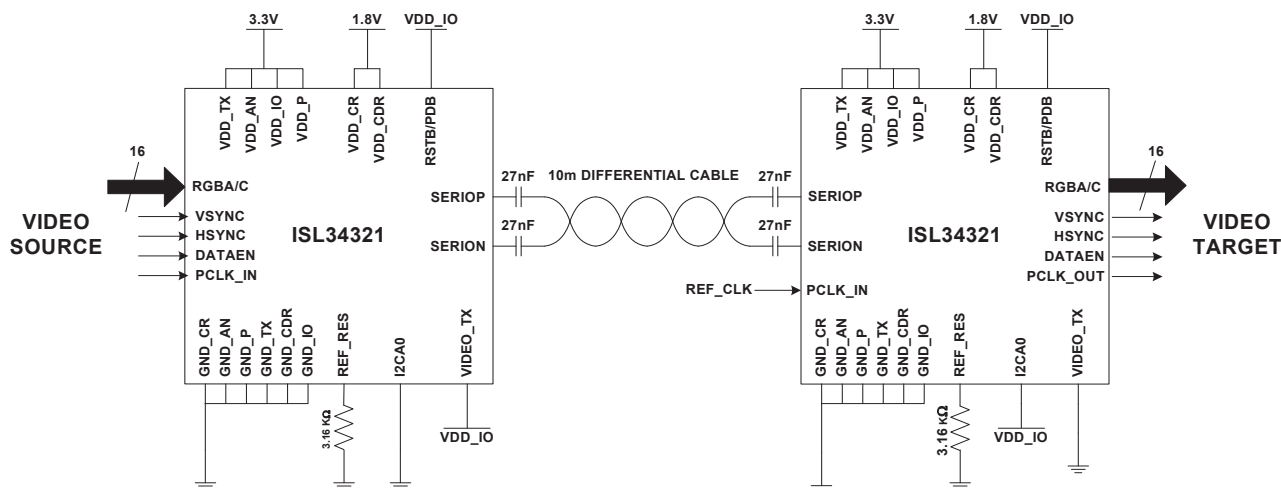 3.3V 1.8V VDD_IO 3.3V 1.8V VDD_IO
VDD_TX VDD_AN VDD_IO VDD_P VDD_CR VDD_CDR RSTB/PDB VDD_TX VDD_AN VDD_IO VDD_P VDD_CR VDD_CDR RSTB/PDB
16 16
27nF 10m DIFFERENTIAL CABLE 27nF
RGBA/C SERIOP SERIOP RGBA/C
VIDEO SOURCE
VIDEO TARGET
VSYNC 27nF 27nF VSYNC
HSYNC ISL34321 ISL34321 HSYNC
DATAEN SERION SERION DATAEN
PCLK_IN PCLK_OUT
REF_CLK PCLK_IN
GND_CR GND_AN GND_P GND_TX GND_CDR GND_IO REF_RES I2CA0 VIDEO_TX GND_CR GND_AN GND_P GND_TX GND_CDR GND_IO REF_RES I2CA0 VIDEO_TX
3.16 KΩ VDD_IO 3.16 KΩ VDD_IO